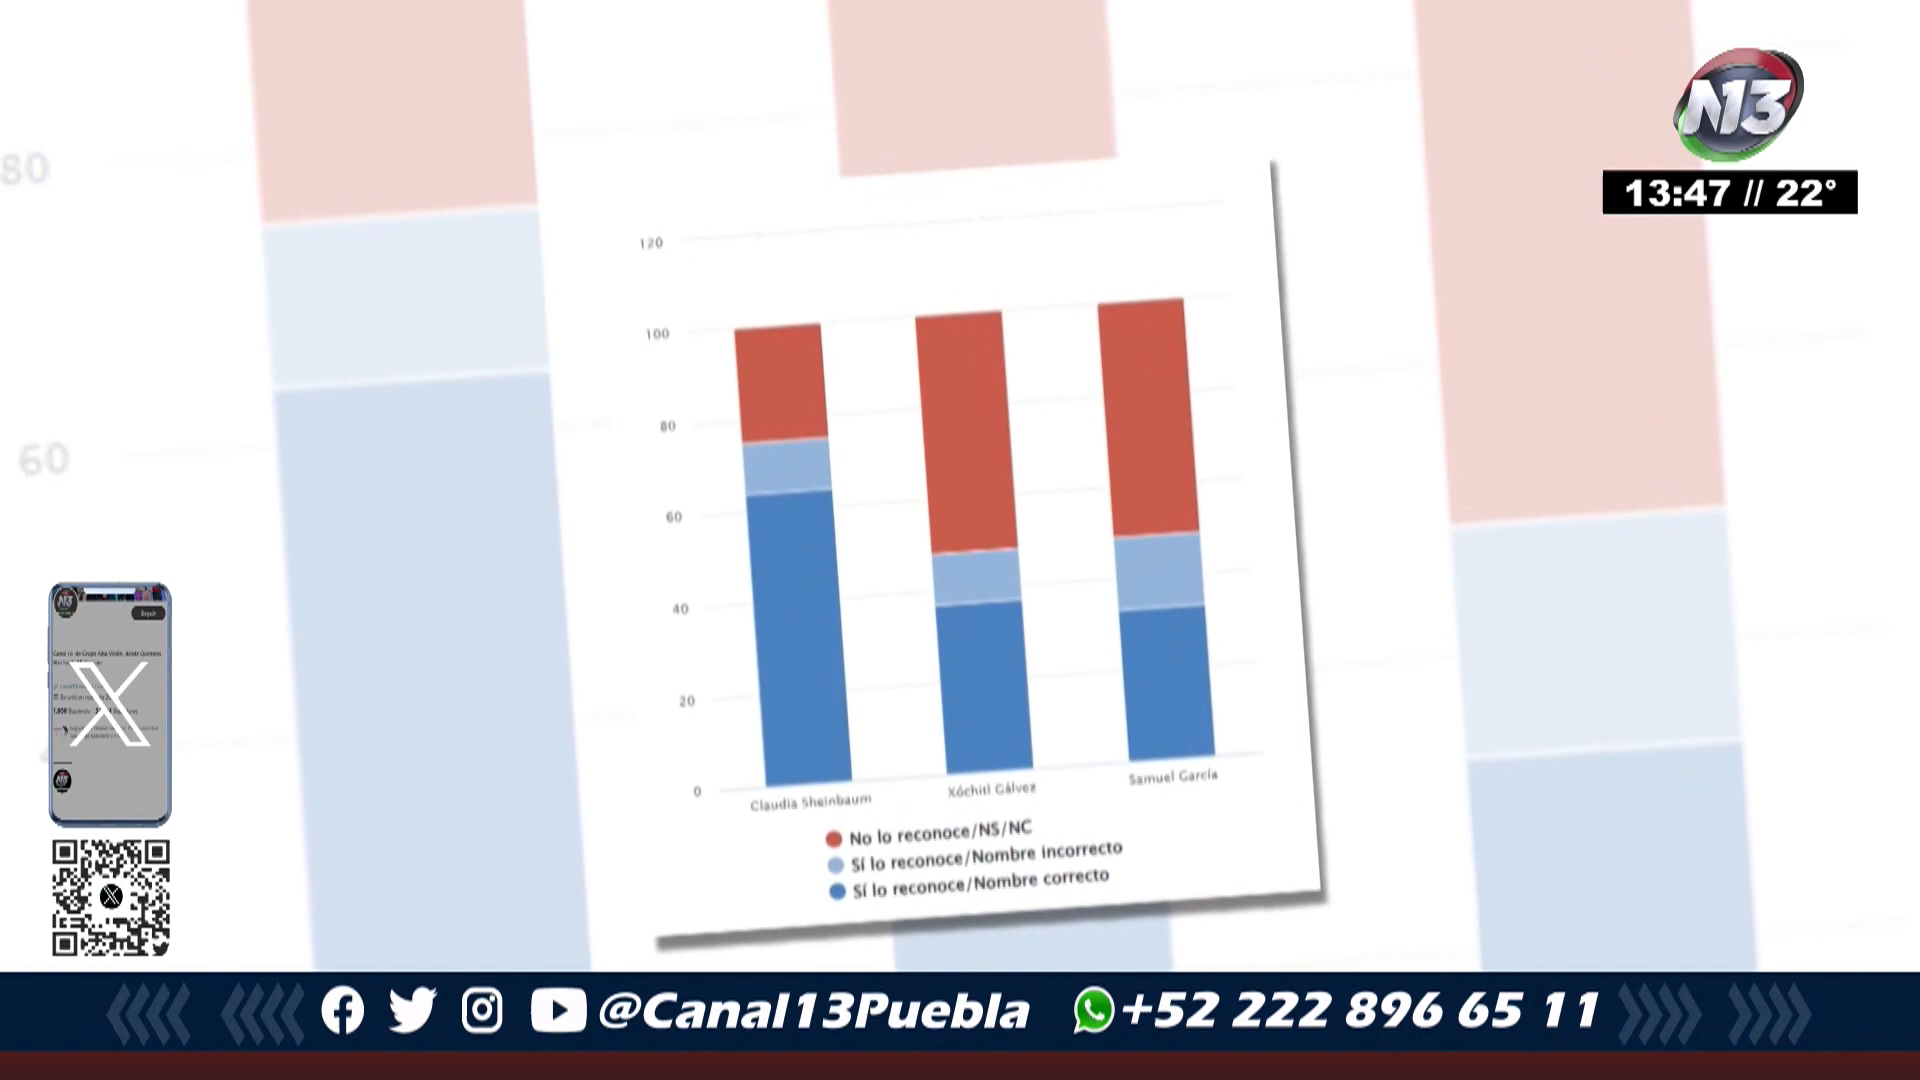 80
60
N13
13:47 // 22°
120
100
80
60
40
20
0
Claudia Sheinbaum
Xóchitl Gálvez
Samuel García
No lo reconoce/NS/NC
Sí lo reconoce/Nombre incorrecto
Sí lo reconoce/Nombre correcto
N13
Seguir
@Canal13Puebla
+52 222 896 65 11